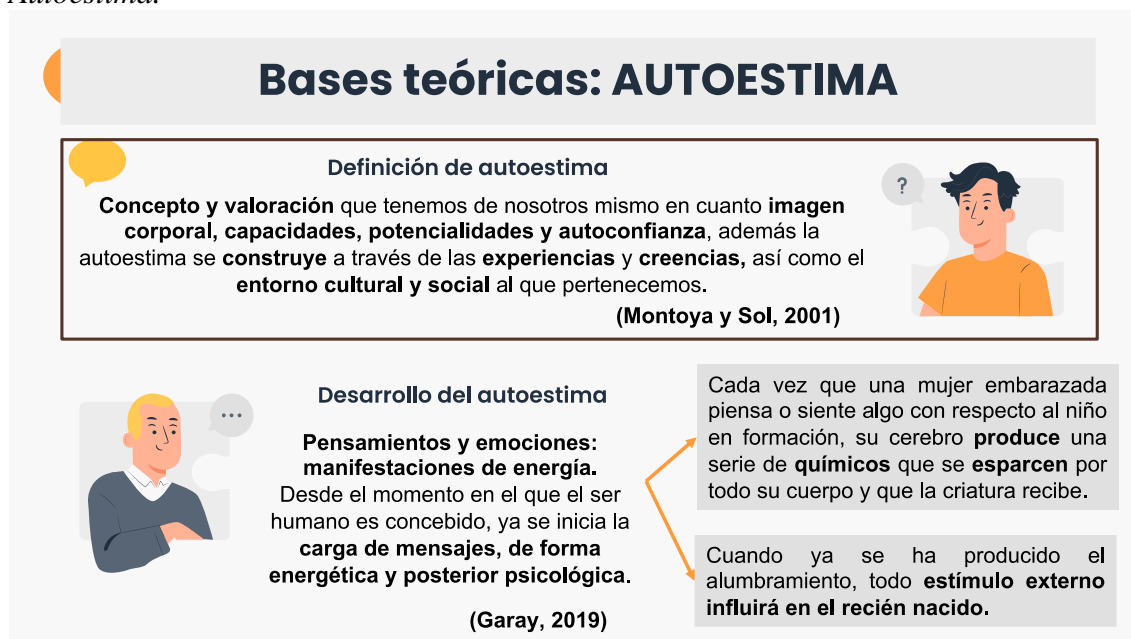 Autoestima.
Bases teóricas: AUTOESTIMA
Definición de autoestima
Concepto y valoración que tenemos de nosotros mismo en cuanto imagen
corporal, capacidades, potencialidades y autoconfianza, además la
autoestima se construye a través de las experiencias y creencias, así como el
entorno cultural y social al que pertenecemos.
(Montoya y Sol, 2001)
?
Desarrollo del autoestima
...
Pensamientos y emociones:
manifestaciones de energía.
Desde el momento en el que el ser
humano es concebido, ya se inicia la
carga de mensajes, de forma
energética y posterior psicológica.
(Garay, 2019)
Cada vez que una mujer embarazada
piensa o siente algo con respecto al niño
en formación, su cerebro produce una
serie de químicos que se esparcen por
todo su cuerpo y que la criatura recibe.
Cuando ya se ha producido el
alumbramiento, todo estímulo externo
influirá en el recién nacido.